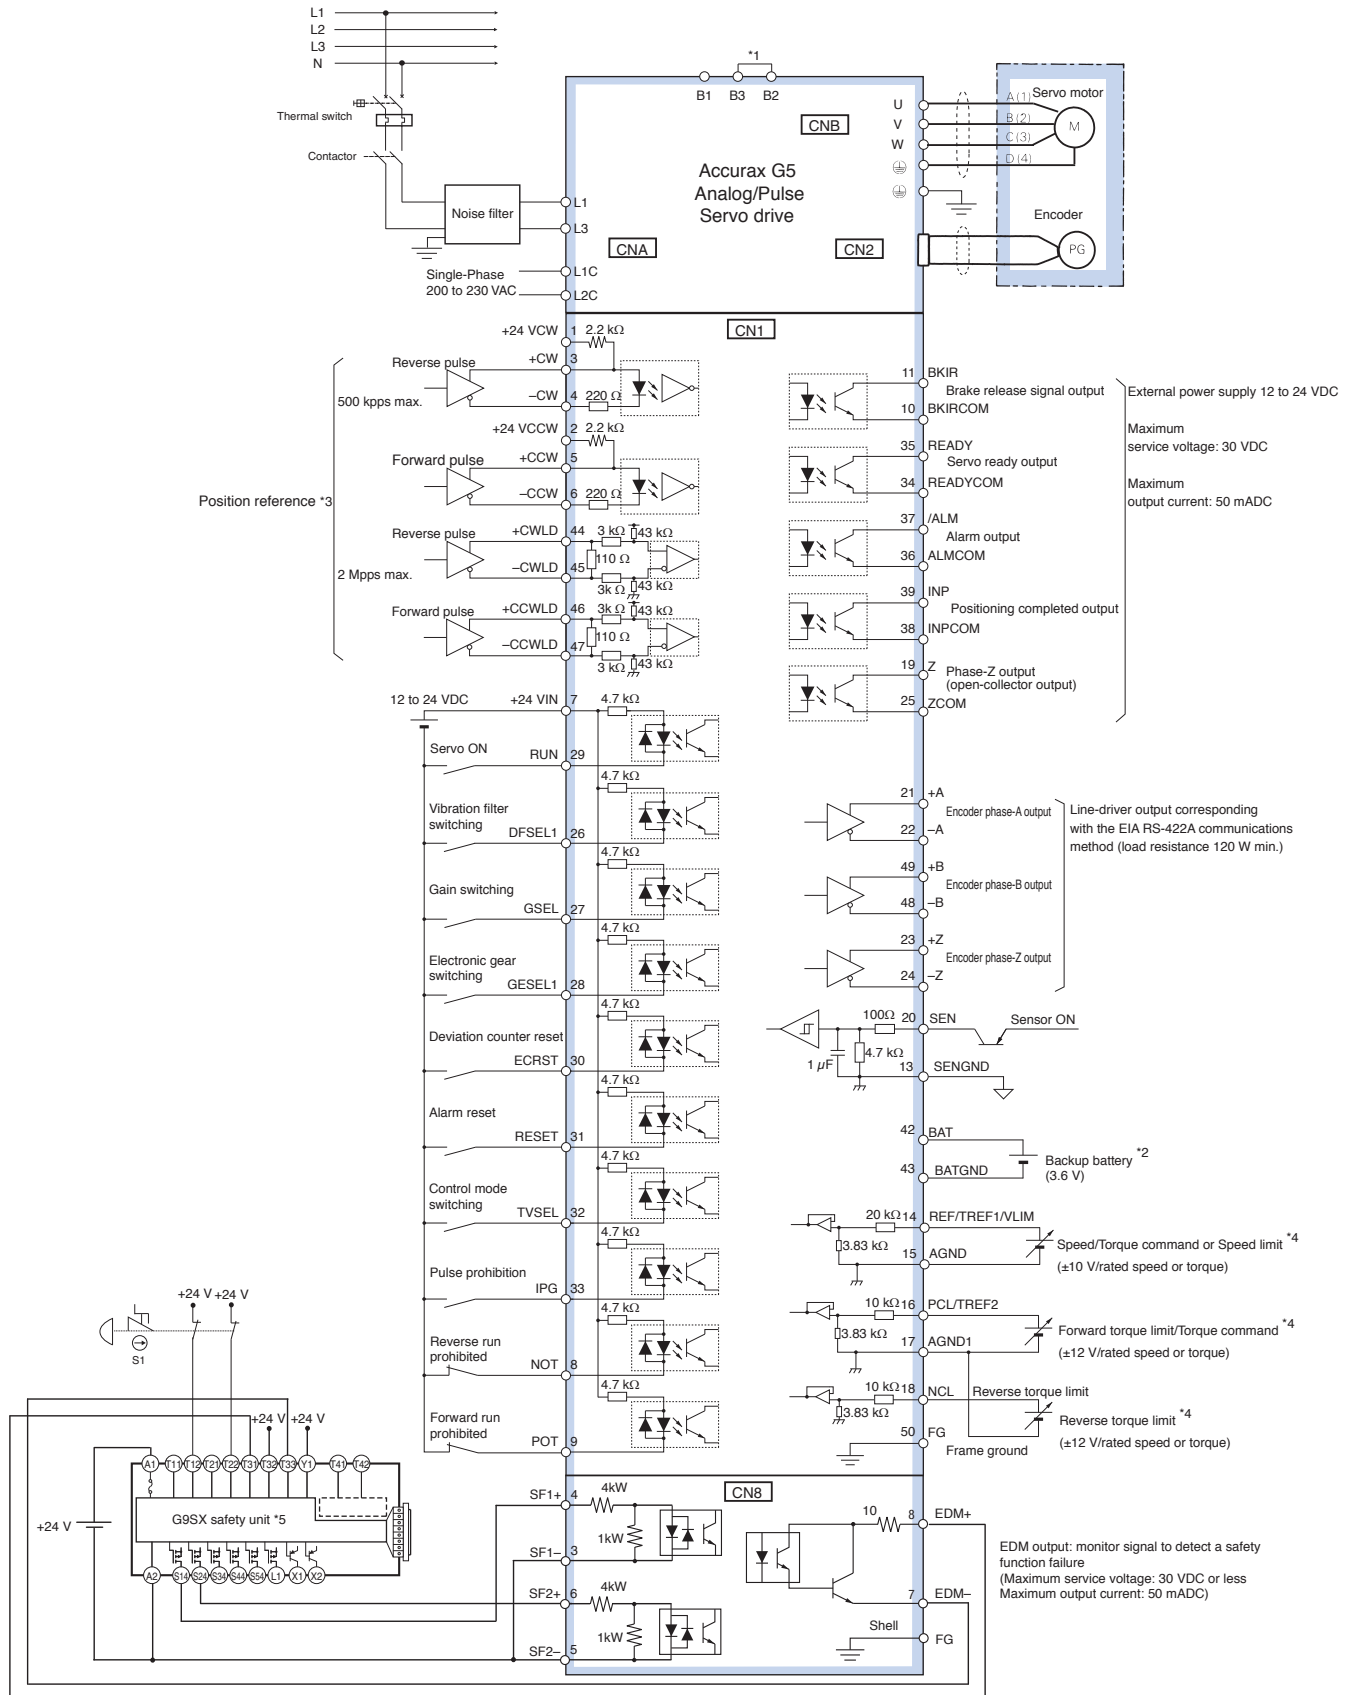 L1
L2
L3
N
Thermal switch
Contactor
Noise filter
L1
L3
CNA
Single-Phase
200 to 230 VAC
L1C
L2C
*1
B1
B3
B2
CNB
Accurax G5
Analog/Pulse
Servo drive
CN2
U
V
W
A (1)
B (2)
C (3)
D (4)
Servo motor
M
Encoder
PG
CN1
Position reference *3
500 kpps max.
2 Mpps max.
+24 VCW
1
2.2 kΩ
Reverse pulse
+CW
3
–CW
4
220 Ω
+24 VCCW
2
2.2 kΩ
Forward pulse
+CCW
5
–CCW
6
220 Ω
Reverse pulse
+CWLD
44
3 kΩ
43 kΩ
110 Ω
–CWLD
45
3k Ω
43 kΩ
Forward pulse
+CCWLD
46
3k Ω
43 kΩ
110 Ω
–CCWLD
47
3 kΩ
43 kΩ
12 to 24 VDC
+24 VIN
7
4.7 kΩ
Servo ON
RUN
29
4.7 kΩ
Vibration filter
switching
DFSEL1
26
4.7 kΩ
Gain switching
GSEL
27
4.7 kΩ
Electronic gear
switching
GESEL1
28
4.7 kΩ
Deviation counter reset
ECRST
30
4.7 kΩ
Alarm reset
RESET
31
4.7 kΩ
Control mode
switching
TVSEL
32
4.7 kΩ
Pulse prohibition
IPG
33
4.7 kΩ
Reverse run
prohibited
NOT
8
4.7 kΩ
Forward run
prohibited
POT
9
11
BKIR
Brake release signal output
10
BKIRCOM
35
READY
Servo ready output
34
READYCOM
37
/ALM
Alarm output
36
ALMCOM
39
INP
Positioning completed output
38
INPCOM
19
Z
Phase-Z output
(open-collector output)
25
ZCOM
External power supply 12 to 24 VDC
Maximum
service voltage: 30 VDC
Maximum
output current: 50 mADC
21
+A
Encoder phase-A output
22
–A
49
+B
Encoder phase-B output
48
–B
23
+Z
Encoder phase-Z output
24
–Z
Line-driver output corresponding
with the EIA RS-422A communications
method (load resistance 120 W min.)
100Ω
20
SEN
Sensor ON
4.7 kΩ
1 µF
13
SENGND
42
BAT
43
BATGND
Backup battery *2
(3.6 V)
20 kΩ
14
REF/TREF1/VLIM
3.83 kΩ
15
AGND
Speed/Torque command or Speed limit *4
(±10 V/rated speed or torque)
10 kΩ
16
PCL/TREF2
3.83 kΩ
17
AGND1
Forward torque limit/Torque command *4
(±12 V/rated speed or torque)
10 kΩ
18
NCL
Reverse torque limit
3.83 kΩ
Reverse torque limit *4
(±12 V/rated speed or torque)
50
FG
Frame ground
+24 V
+24 V
S1
+24 V
+24 V
A1
T11
T12
T21
T22
T31
T32
T33
Y1
T41
T42
+24 V
G9SX safety unit *5
A2
S14
S24
S34
S44
S54
L1
X1
X2
CN8
SF1+
4
4kW
1kW
SF1–
3
SF2+
6
4kW
1kW
SF2–
5
10
8
EDM+
7
EDM–
Shell
FG
EDM output: monitor signal to detect a safety
function failure
(Maximum service voltage: 30 VDC or less
Maximum output current: 50 mADC)